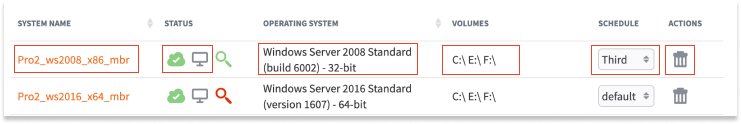 SYSTEM NAME STATUS OPERATING SYSTEM VOLUMES SCHEDULE ACTIONS
Pro2_ws2008_x86_mbr Windows Server 2008 Standard C:\ E:\ F:\ Third
(build 6002) - 32-bit
Pro2_ws2016_x64_mbr Windows Server 2016 Standard C:\ E:\ F:\ default
(version 1607) - 64-bit